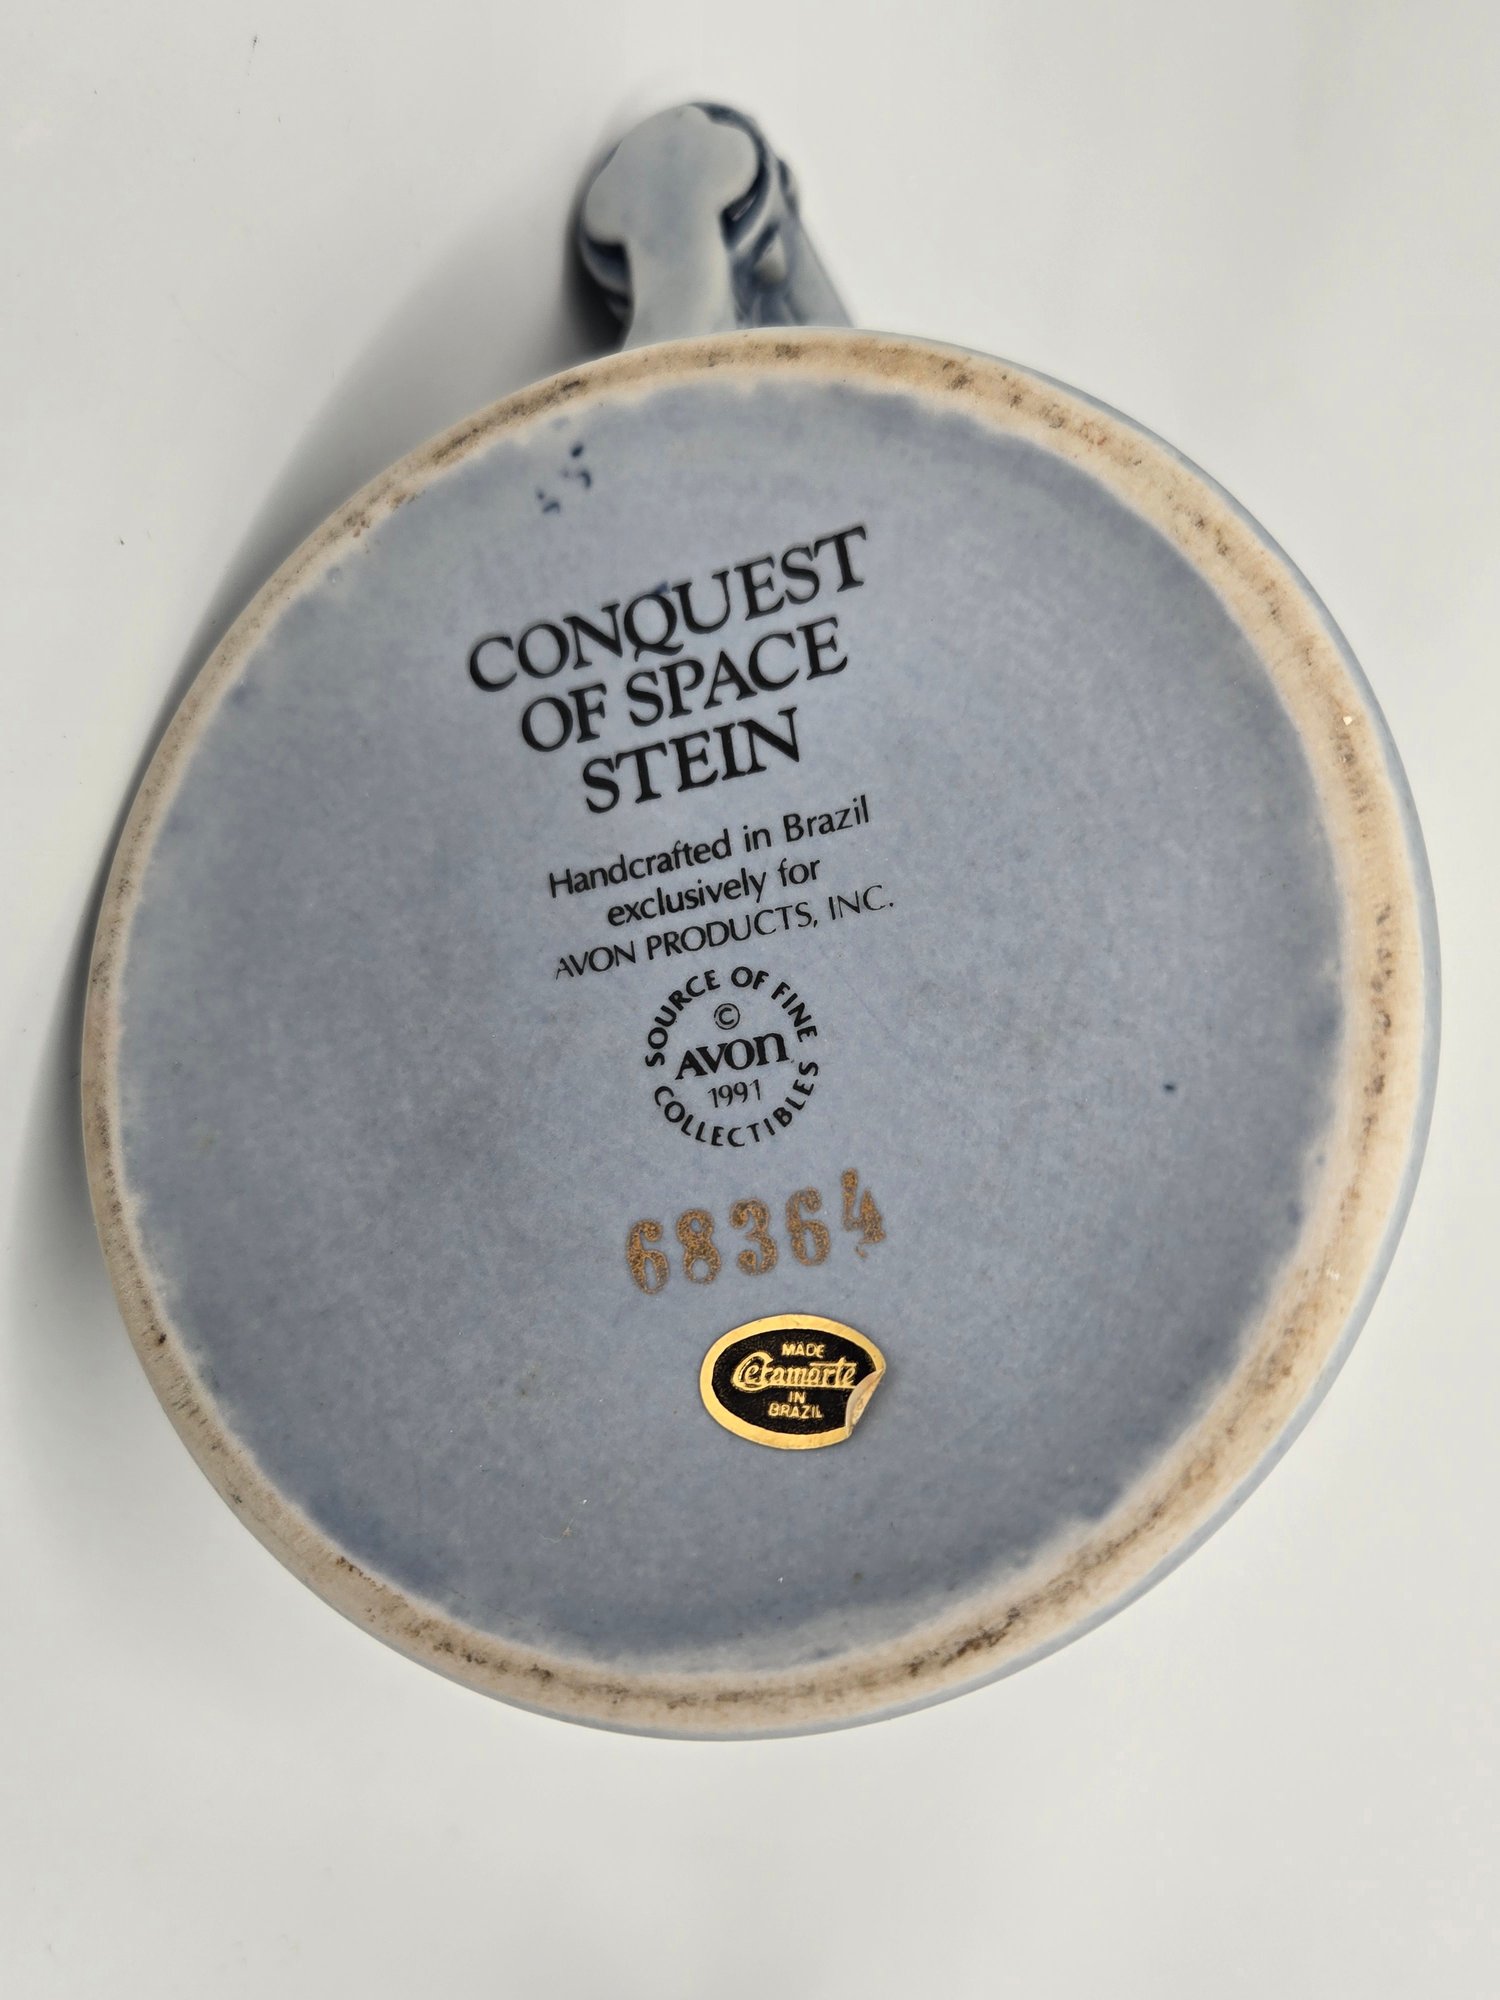 CONQUEST
OF SPACE
STEIN
Handcrafted in Brazil
exclusively for
AVON PRODUCTS, INC.
SOURCE OF FINE
©
AVON
1991
COLLECTIBLES
68364
MADE
Ceramarte
IN
BRAZIL